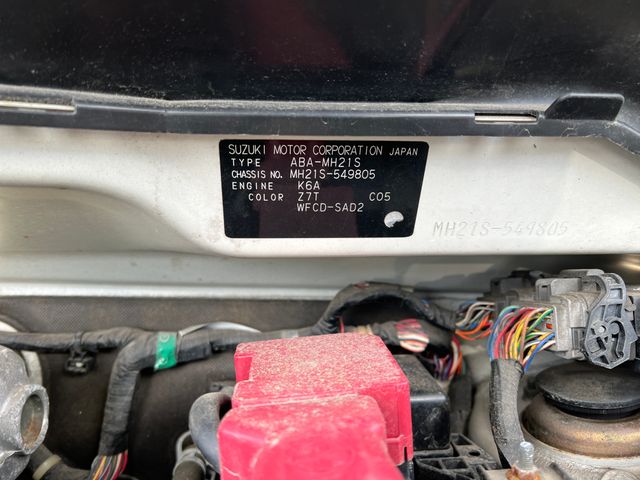 SUZUKI MOTOR CORPORATION JAPAN
TYPE ABA-MH21S
CHASSIS NO. MH21S-549805
ENGINE K6A
COLOR Z7T C05
WFCD-SAD2
MH21S-549805